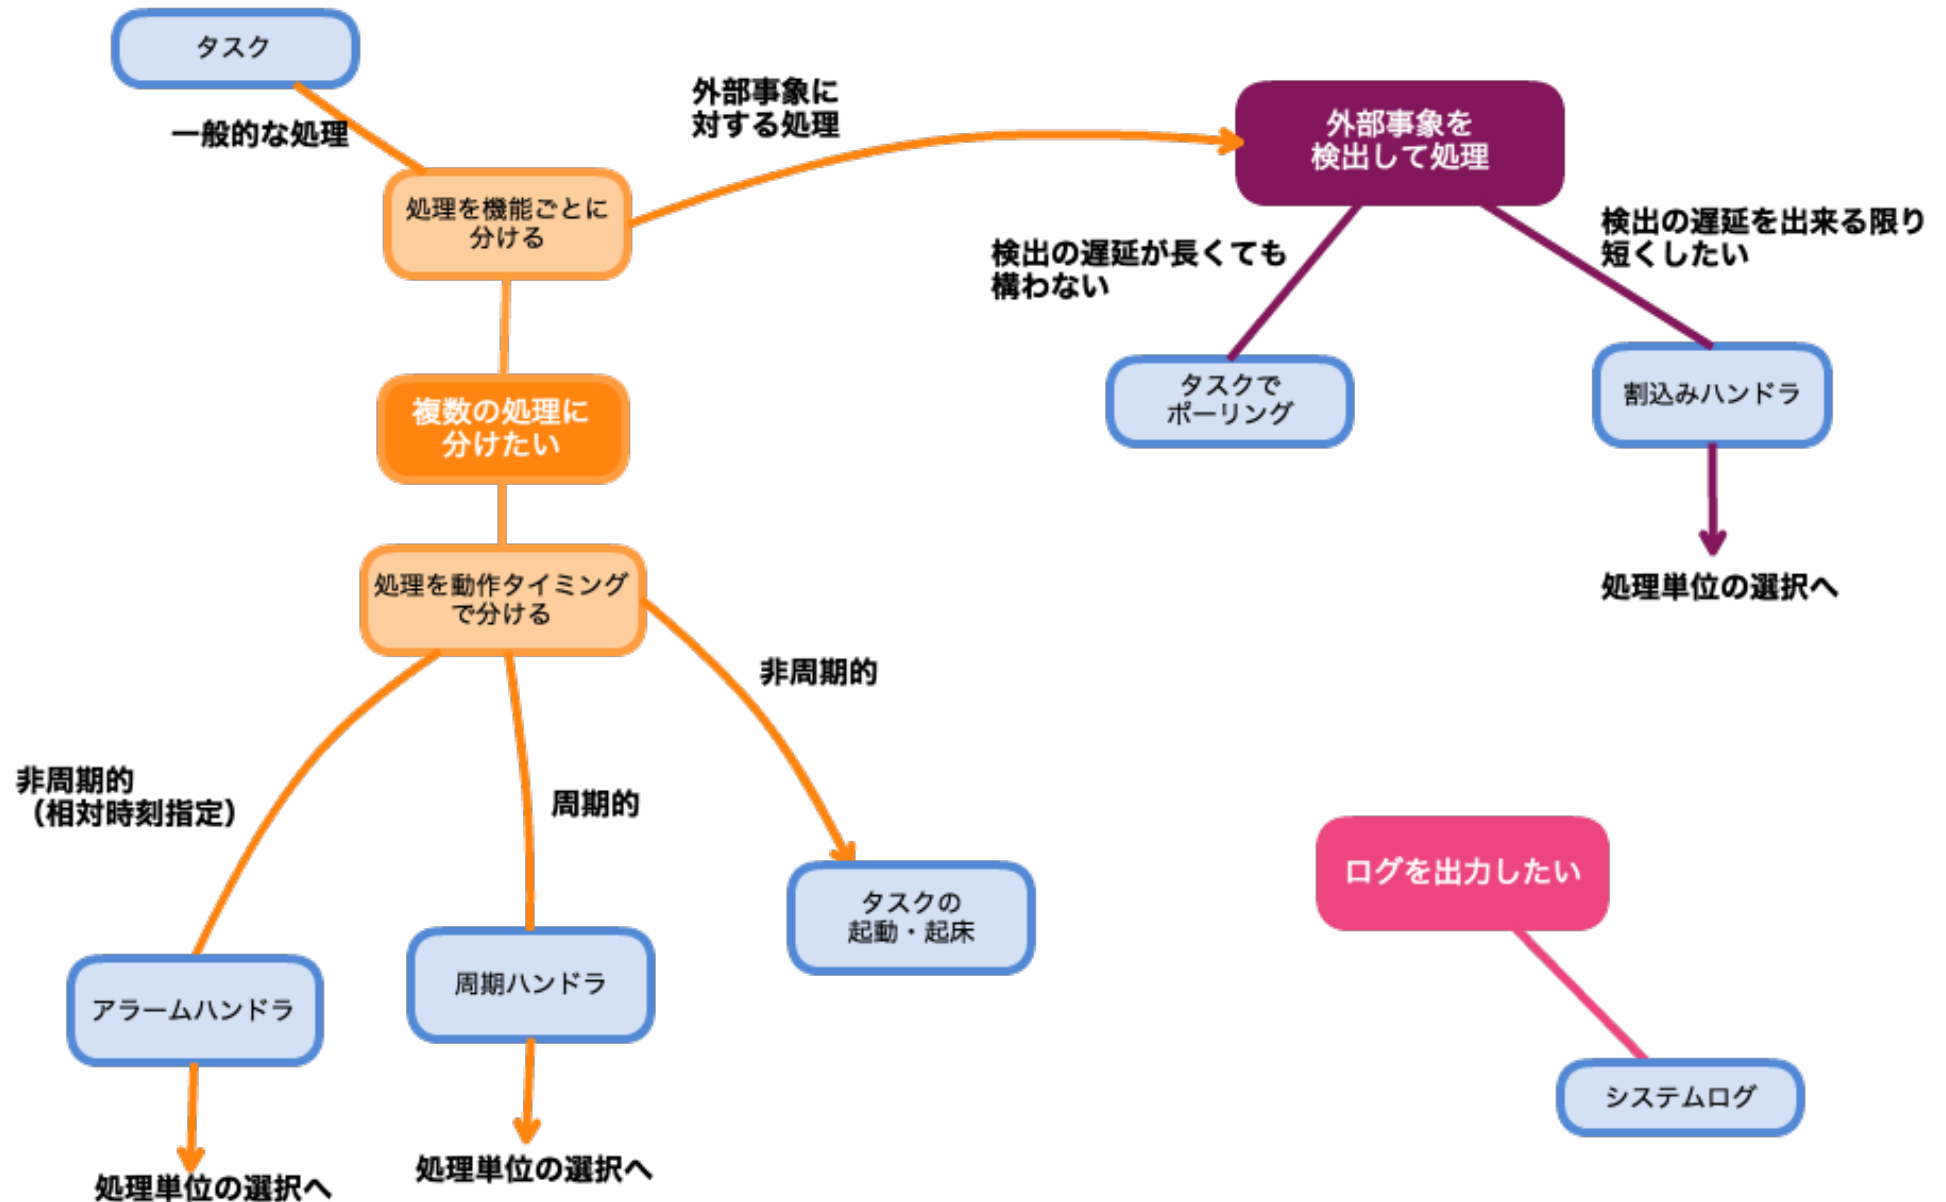 タスク
一般的な処理
外部事象に
対する処理
外部事象を
検出して処理
処理を機能ごとに
分ける
検出の遅延が長くても
構わない
検出の遅延を出来る限り
短くしたい
複数の処理に
分けたい
タスクで
ポーリング
割込みハンドラ
処理単位の選択へ
処理を動作タイミング
で分ける
非周期的
非周期的
（相対時刻指定）
周期的
タスクの
起動・起床
ログを出力したい
アラームハンドラ
周期ハンドラ
システムログ
処理単位の選択へ
処理単位の選択へ